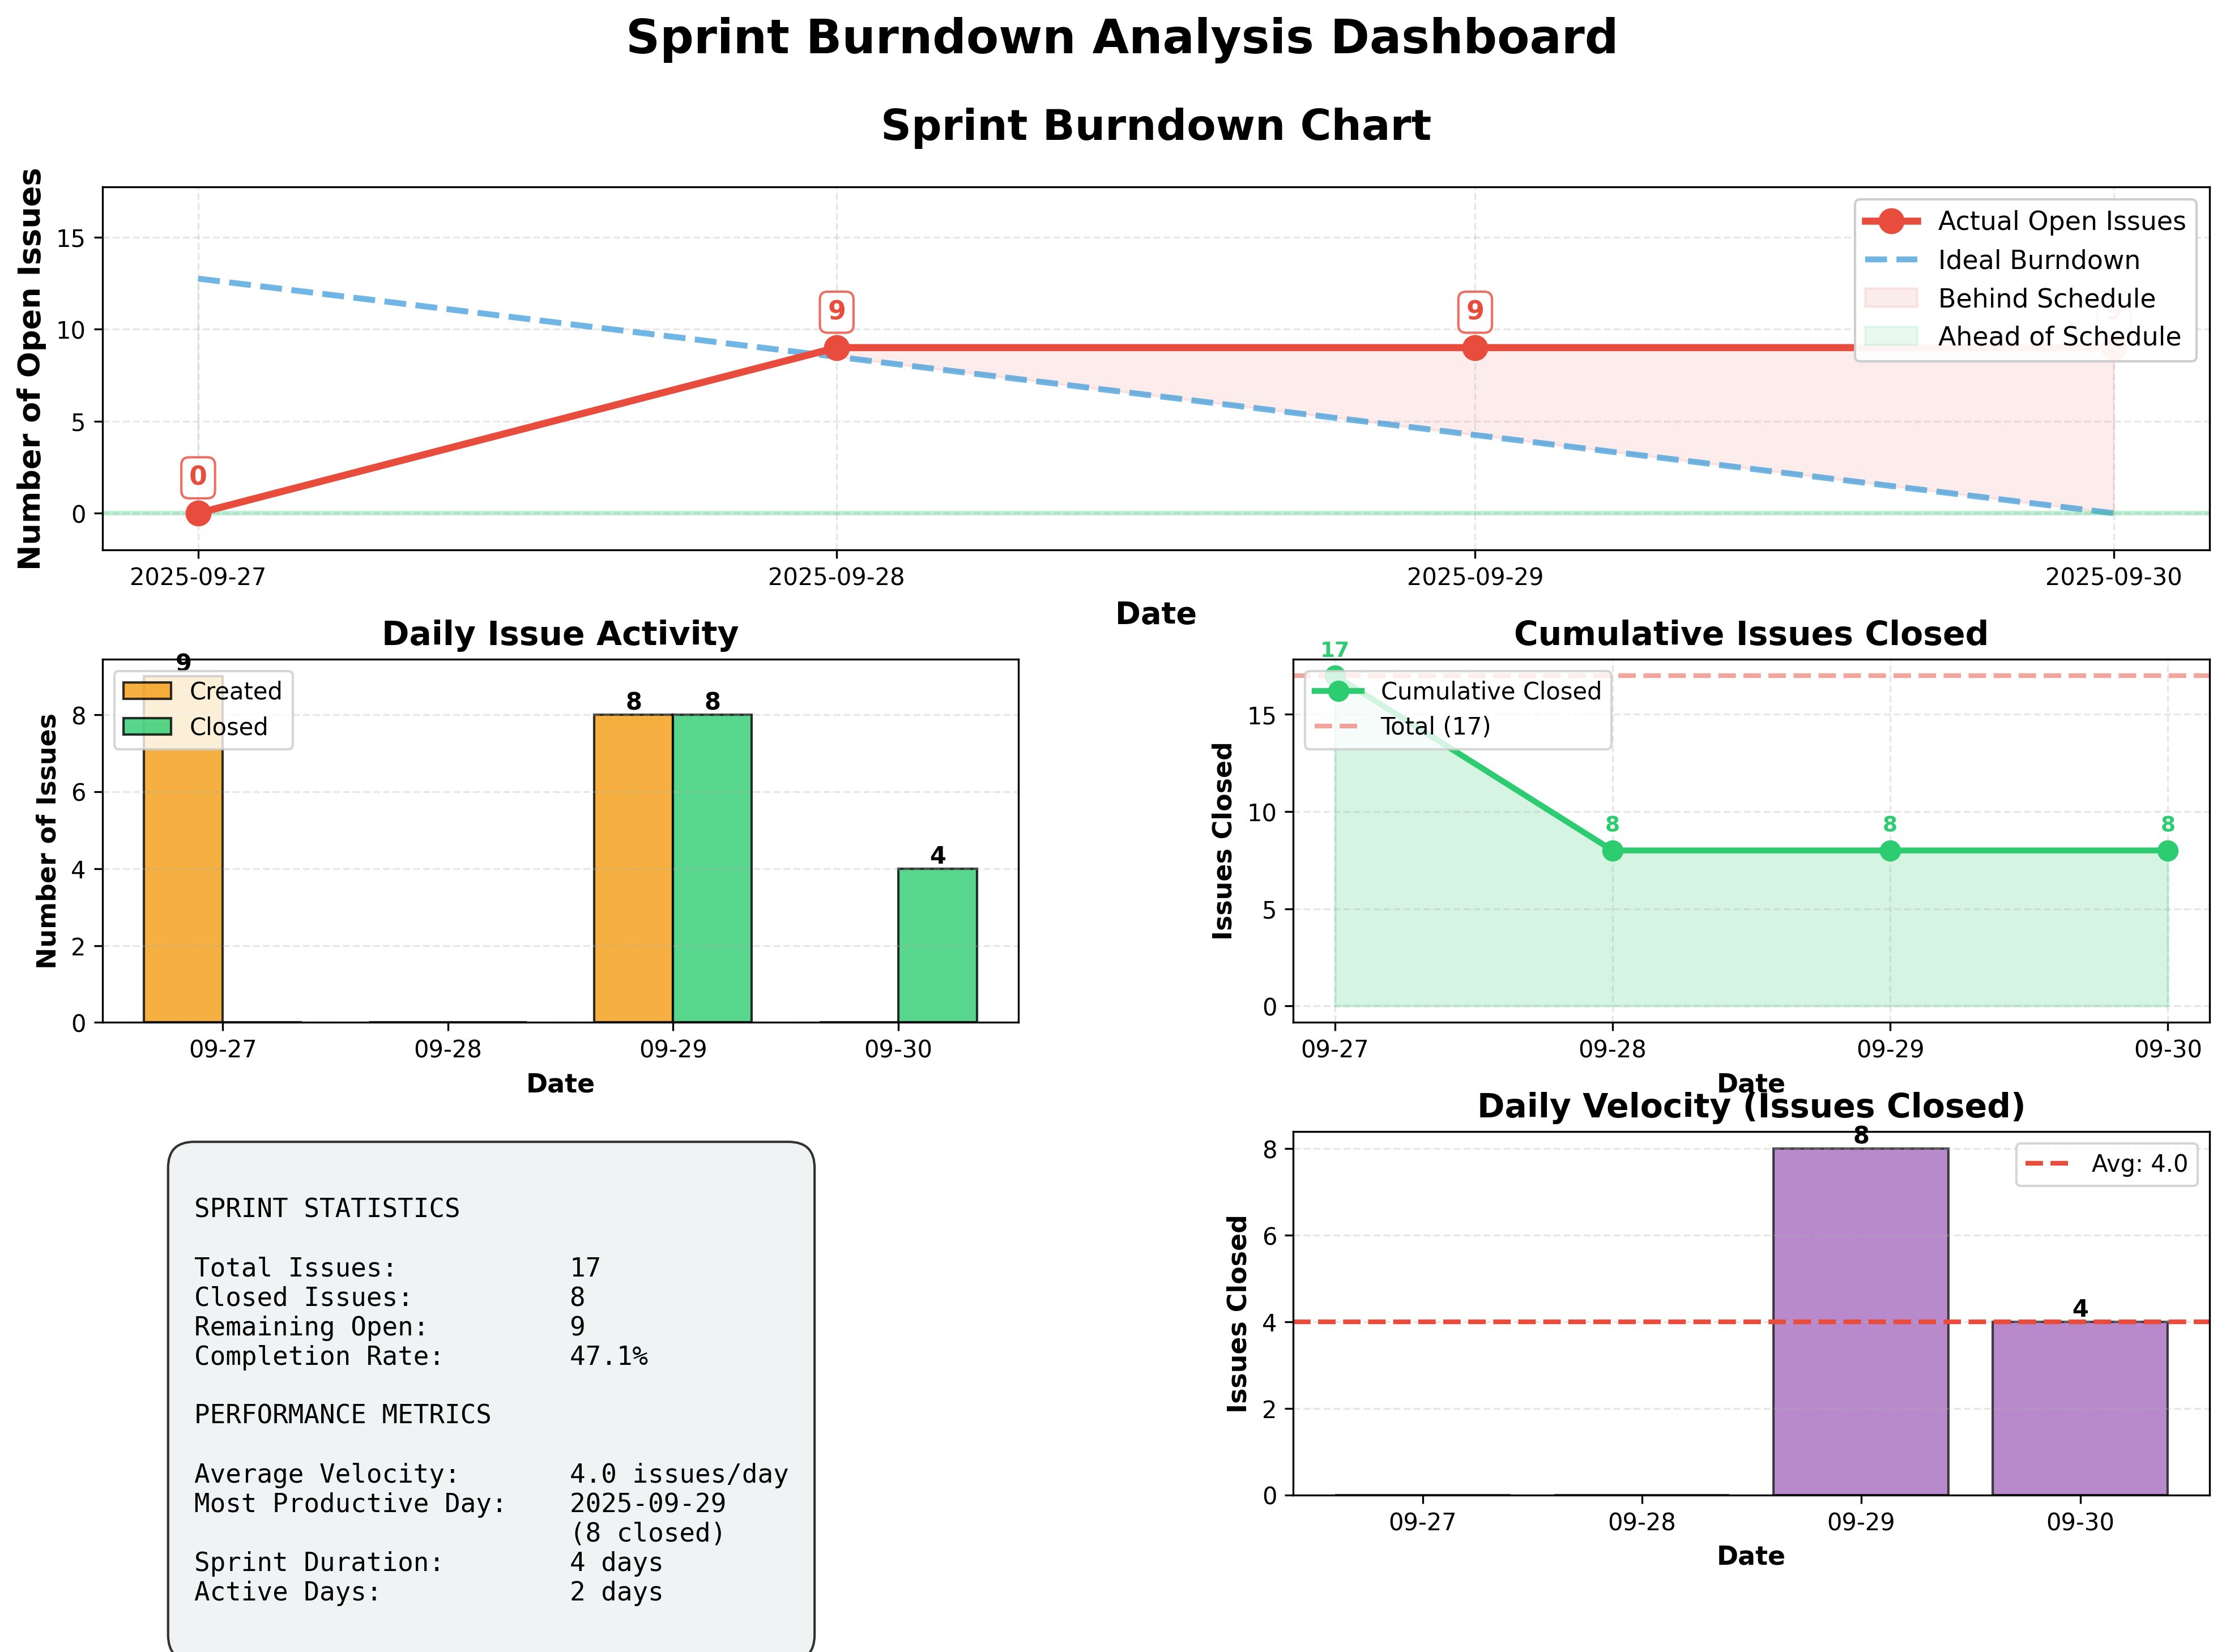 Sprint Burndown Analysis Dashboard
Sprint Burndown Chart
Number of Open Issues
15
10
5
0
0
9
9
Actual Open Issues
Ideal Burndown
Behind Schedule
Ahead of Schedule
2025-09-27
2025-09-28
2025-09-29
2025-09-30
Date
Daily Issue Activity
Number of Issues
8
6
4
2
0
9
8
8
4
Created
Closed
09-27
09-28
09-29
09-30
Date
Cumulative Issues Closed
Issues Closed
15
10
5
0
17
8
8
8
Cumulative Closed
Total (17)
09-27
09-28
09-29
09-30
Date
SPRINT STATISTICS
Total Issues: 17
Closed Issues: 8
Remaining Open: 9
Completion Rate: 47.1%
PERFORMANCE METRICS
Average Velocity: 4.0 issues/day
Most Productive Day: 2025-09-29
(8 closed)
Sprint Duration: 4 days
Active Days: 2 days
Daily Velocity (Issues Closed)
Issues Closed
8
6
4
2
0
8
4
Avg: 4.0
09-27
09-28
09-29
09-30
Date